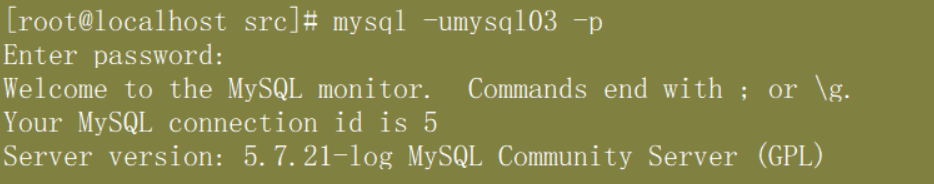 [root@localhost src]# mysql -umysql03 -p
Enter password:
Welcome to the MySQL monitor.  Commands end with ; or \g.
Your MySQL connection id is 5
Server version: 5.7.21-log MySQL Community Server (GPL)